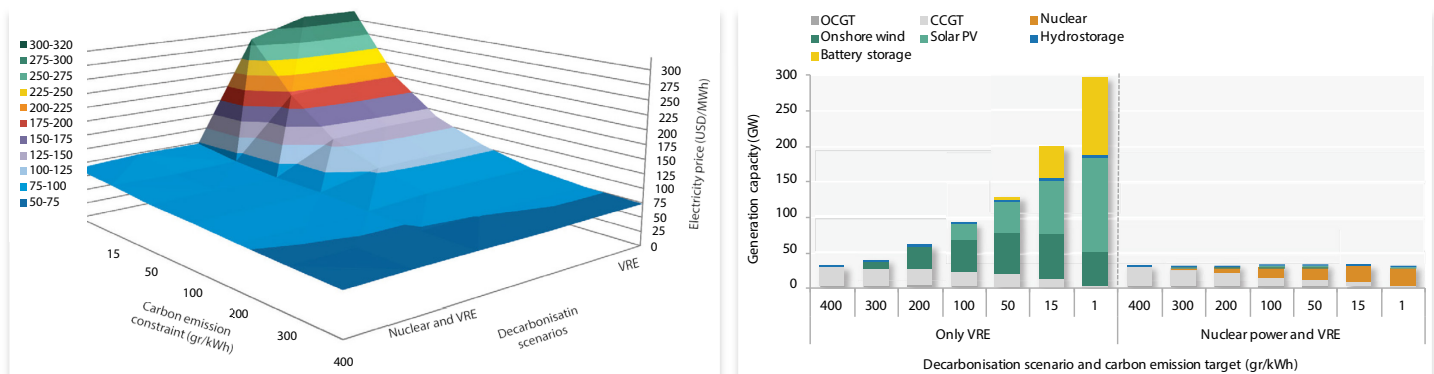 300-320
275-300
250-275
225-250
200-225
175-200
150-175
125-150
100-125
75-100
50-75
300
275
250
225
200
175
150
125
100
75
50
25
0
Electricity price (USD/MWh)
15
50
100
200
300
400
Carbon emission
constraint (gr/kWh)
Nuclear and VRE
VRE
Decarbonisatin
scenarios
OCGT CCGT Nuclear
Onshore wind Solar PV Hydrostorage
Battery storage
Generation capacity (GW)
300
250
200
150
100
50
0
400 300 200 100 50 15 1 400 300 200 100 50 15 1
Only VRE Nuclear power and VRE
Decarbonisation scenario and carbon emission target (gr/kWh)